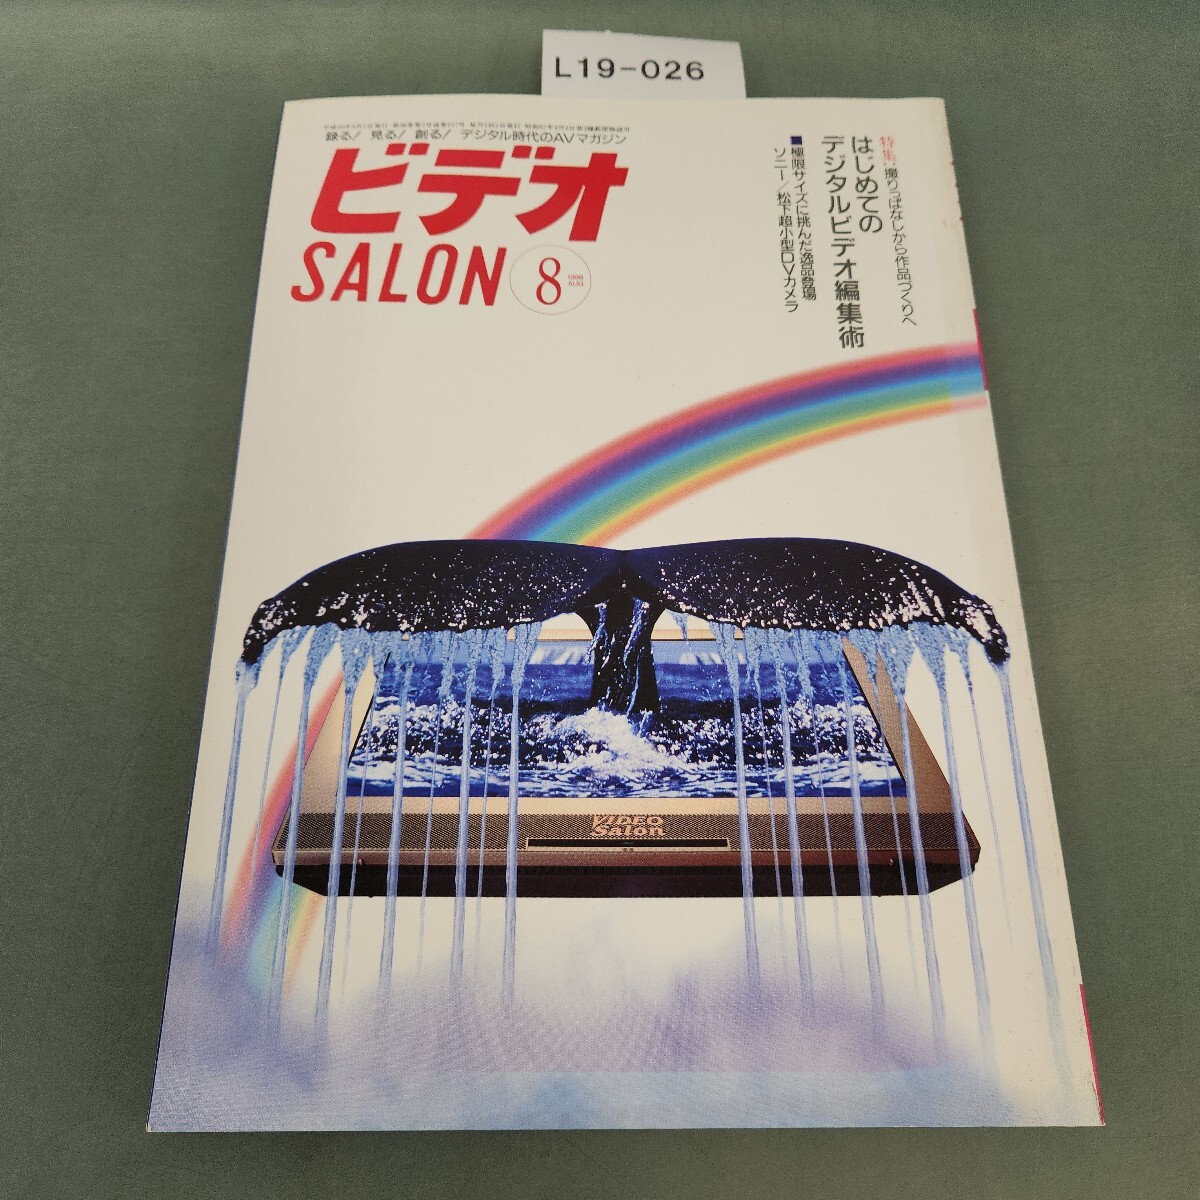 L19-026
録る! 見る! 創る! デジタル時代のAVマガジン
ビデオ
SALON
8
1998
AUG.
特集:撮りっぱなしから作品づくりへ
はじめての
デジタルビデオ編集術
■極限サイズに挑んだ逸品登場
ソニー/松下超小型DVカメラ
VIDEO
Salon